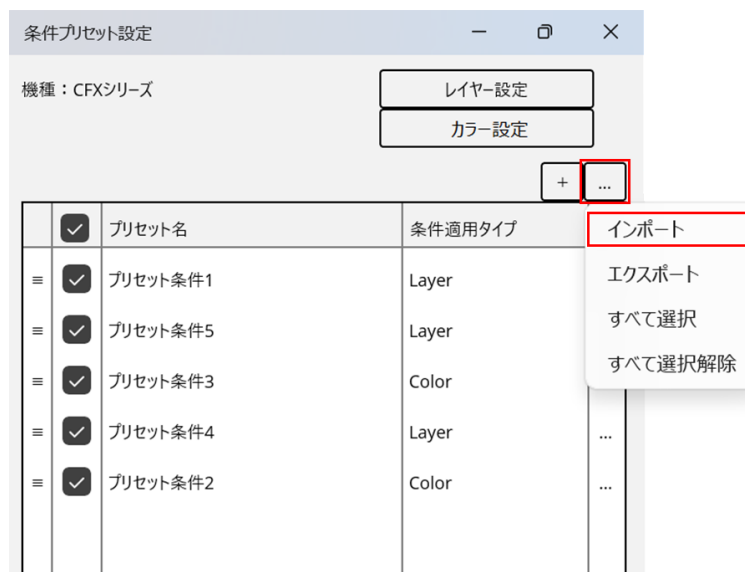 条件プリセット設定
機種：CFXシリーズ
レイヤー設定
カラー設定
+ ...
プリセット名 条件適用タイプ
インポート
エクスポート
すべて選択
すべて選択解除
プリセット条件1 Layer
プリセット条件5 Layer
プリセット条件3 Color
プリセット条件4 Layer ...
プリセット条件2 Color ...